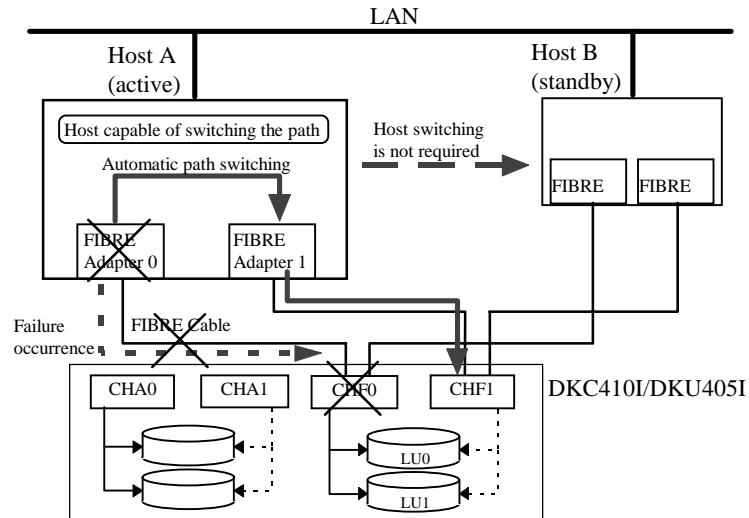 LAN
Host A
(active)
Host B
(standby)
Host capable of switching the path
Host switching
is not required
Automatic path switching
FIBRE
Adapter 0
FIBRE
Adapter 1
FIBRE
FIBRE
Failure
occurrence
FIBRE Cable
CHA0
CHA1
CHF0
CHF1
DKC410I/DKU405I
LU0
LU1